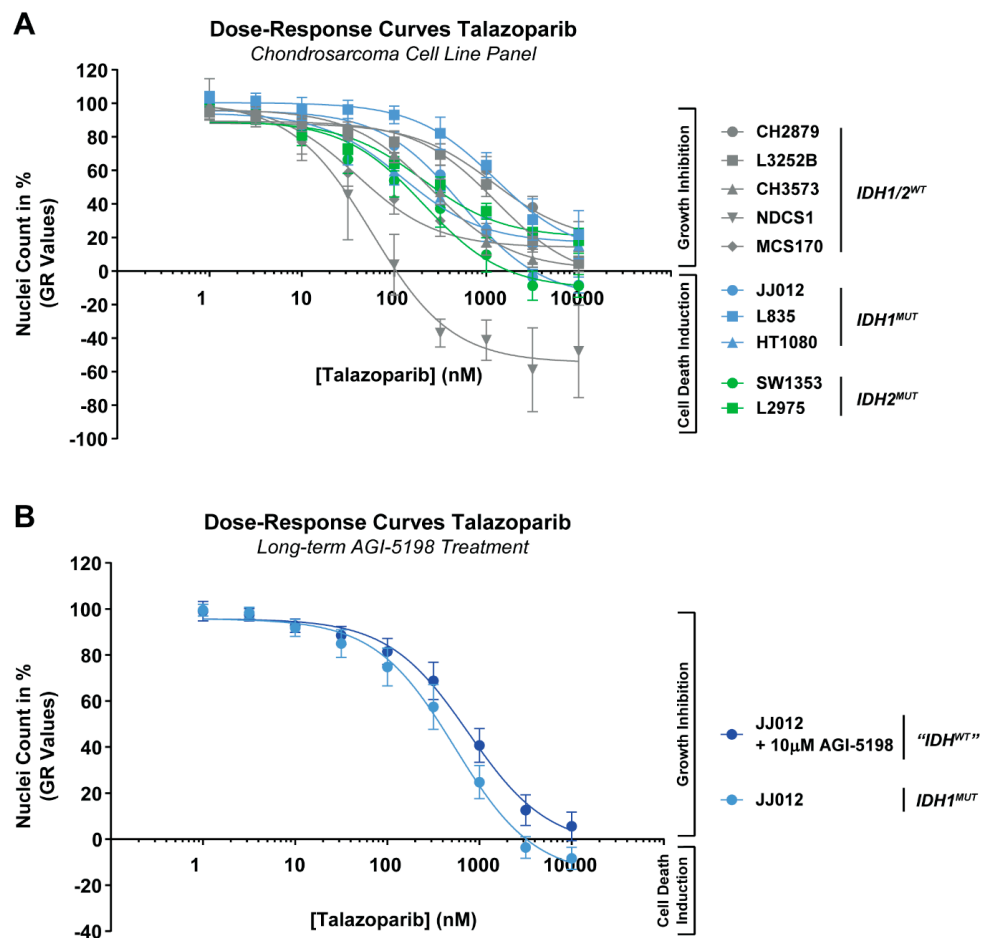 A
Dose-Response Curves Talazoparib
Chondrosarcoma Cell Line Panel
Nuclei Count in %
(GR Values)
120
100
80
60
40
20
0
-20
-40
-60
-80
-100
1
10
100
1000
10000
[Talazoparib] (nM)
Growth Inhibition
Cell Death Induction
CH2879
L3252B
CH3573
NDCS1
MCS170
IDH1/2WT
JJ012
L835
HT1080
IDH1MUT
SW1353
L2975
IDH2MUT
B
Dose-Response Curves Talazoparib
Long-term AGI-5198 Treatment
Nuclei Count in %
(GR Values)
120
100
80
60
40
20
0
-20
-40
1
10
100
1000
10000
[Talazoparib] (nM)
Growth Inhibition
Cell Death
Induction
JJ012
+ 10μM AGI-5198
“IDHWT”
JJ012
IDH1MUT